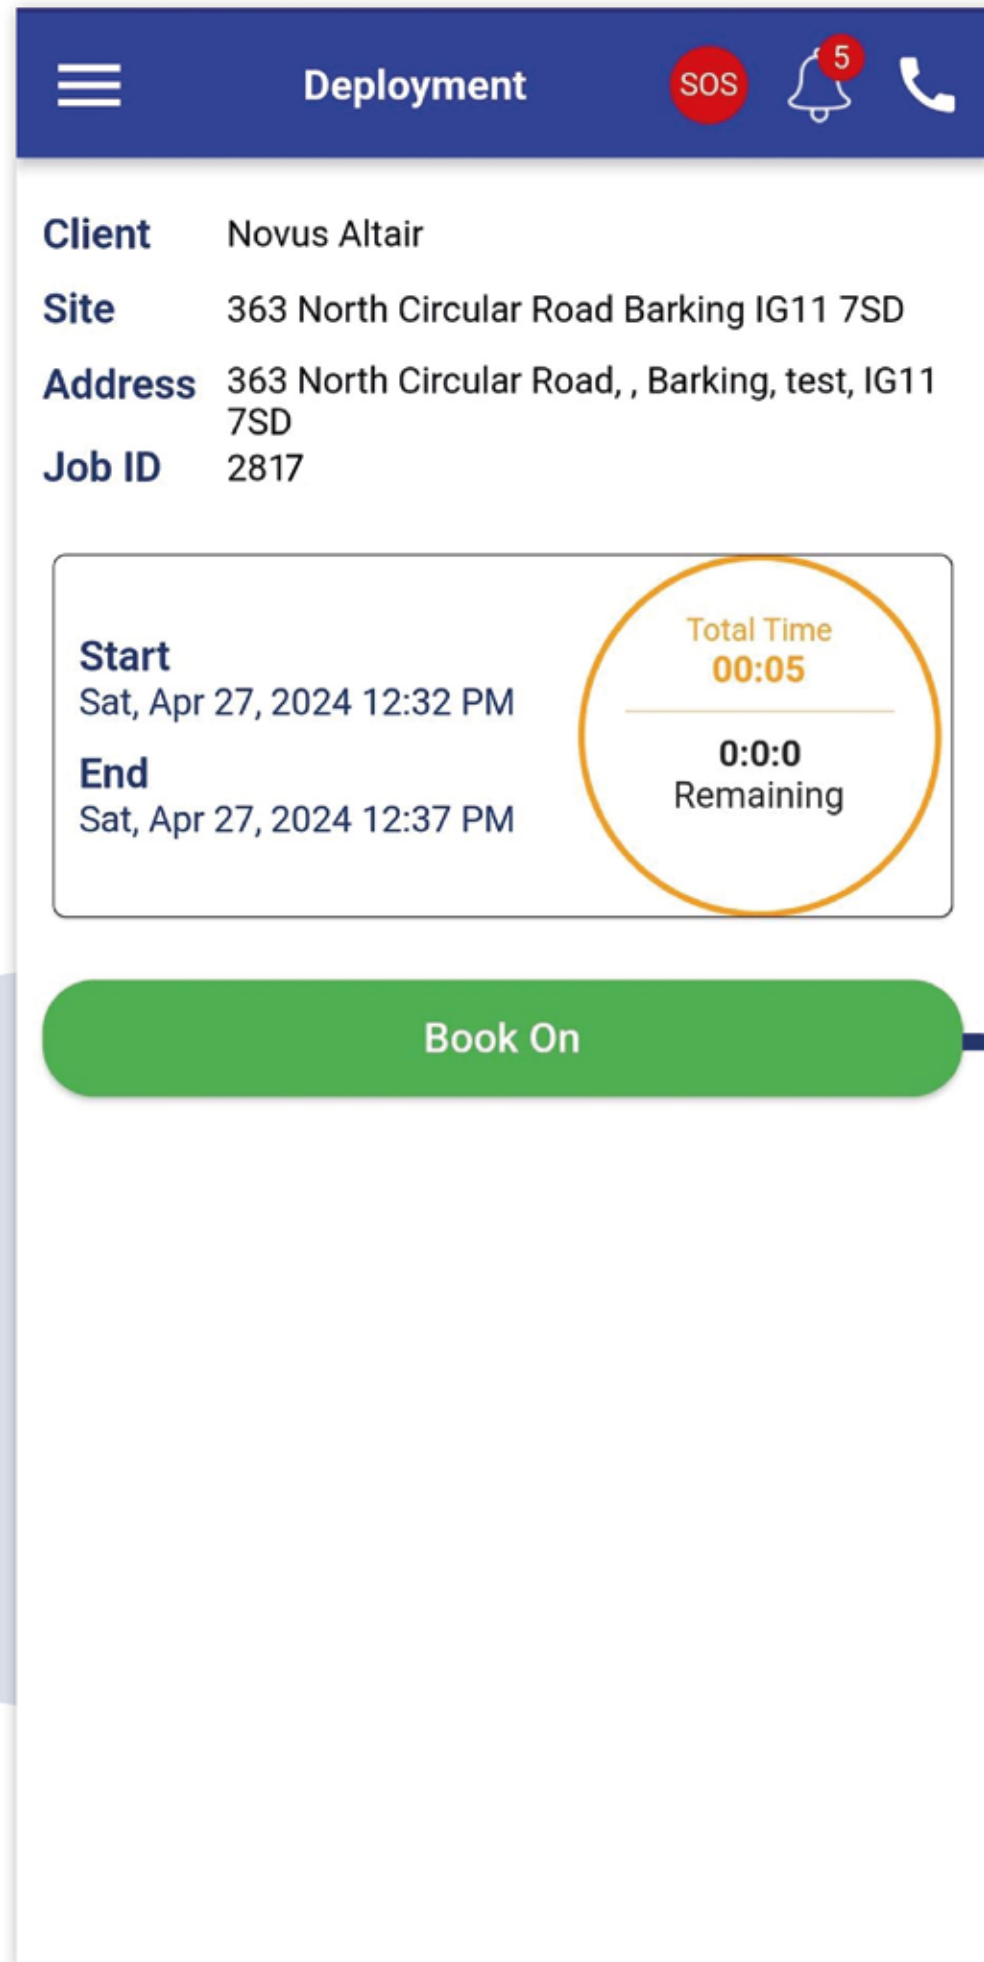 Deployment SOS 5
Client Novus Altair
Site 363 North Circular Road Barking IG11 7SD
Address 363 North Circular Road, , Barking, test, IG11
7SD
Job ID 2817
Start
Sat, Apr 27, 2024 12:32 PM
End
Sat, Apr 27, 2024 12:37 PM
Total Time
00:05
0:0:0
Remaining
Book On